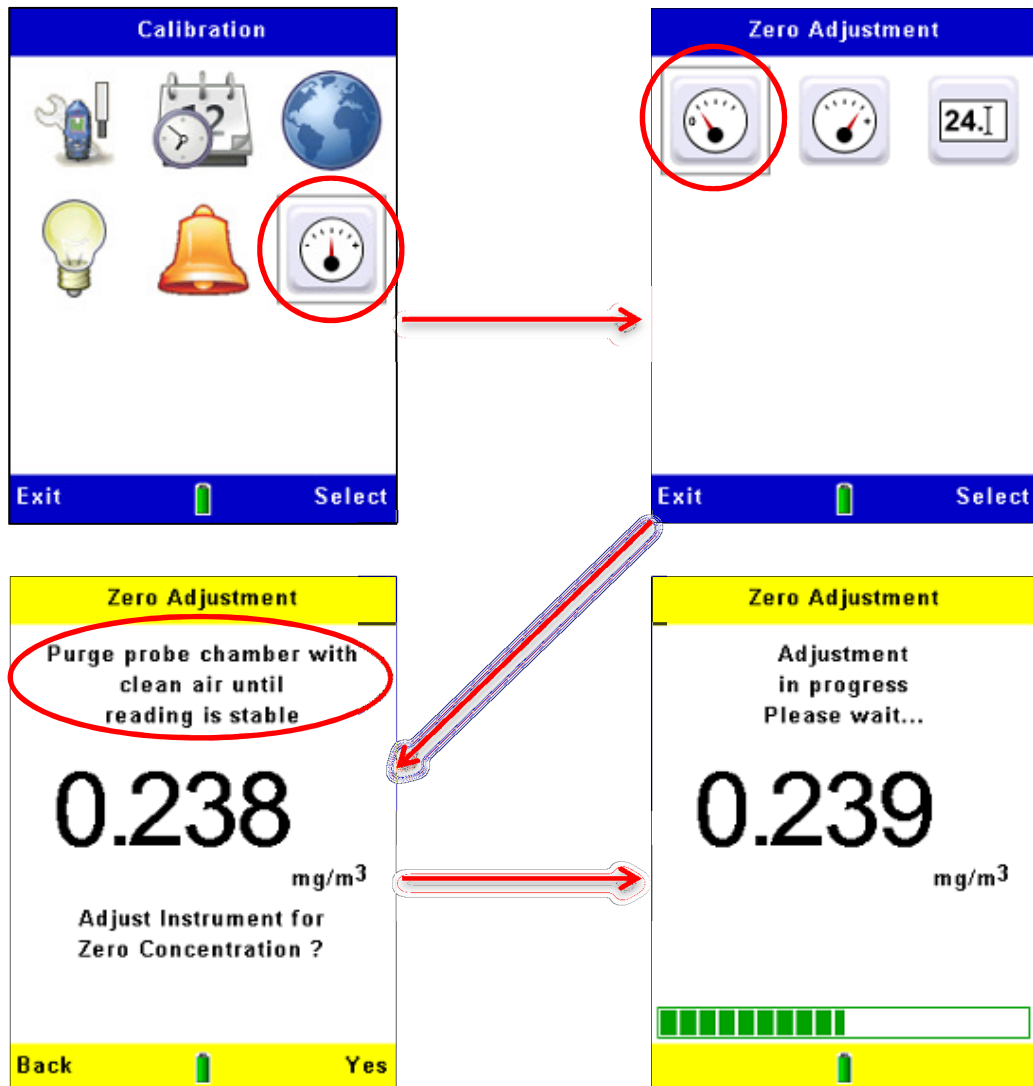 Calibration
12
Exit Select
Zero Adjustment
0 +
24.
Exit Select
Zero Adjustment
Purge probe chamber with
clean air until
reading is stable
0.238
mg/m³
Adjust Instrument for
Zero Concentration ?
Back Yes
Zero Adjustment
Adjustment
in progress
Please wait...
0.239
mg/m³